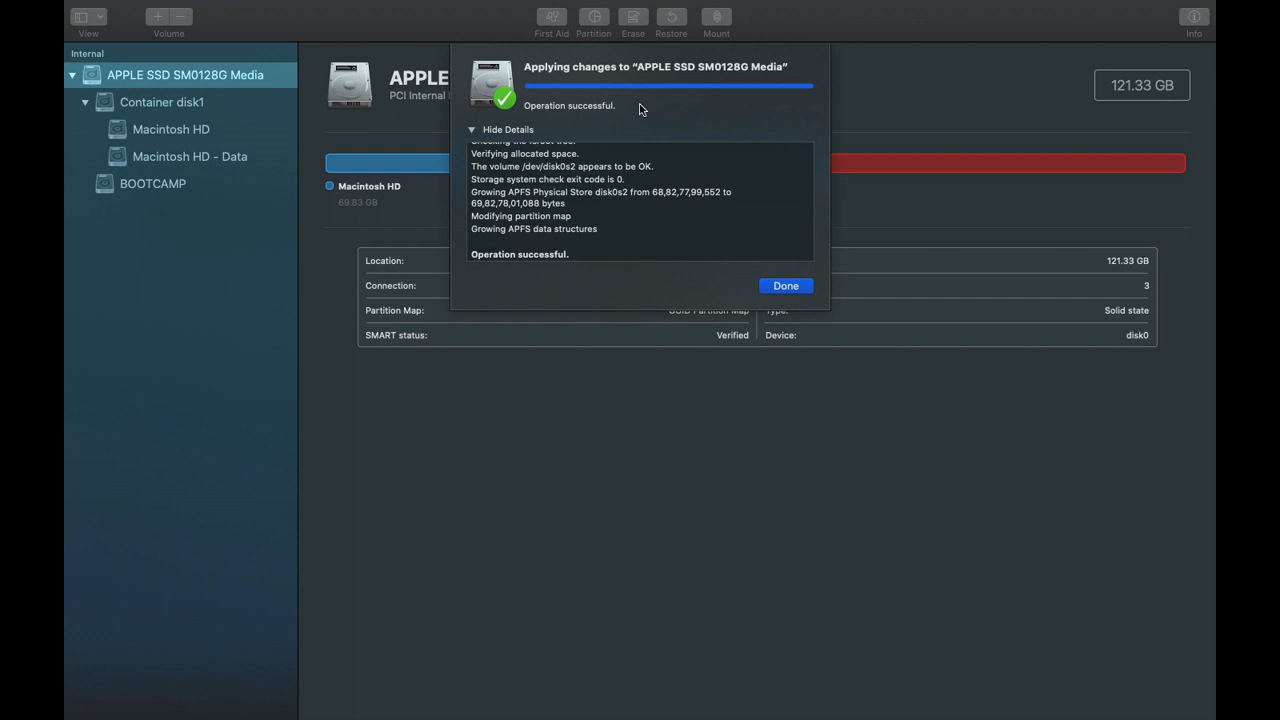 View
Volume
First Aid
Partition
Erase
Restore
Mount
Info
Internal
APPLE SSD SM0128G Media
Container disk1
Macintosh HD
Macintosh HD - Data
BOOTCAMP
APPLE
PCI Internal
121.33 GB
Macintosh HD
69.83 GB
Applying changes to “APPLE SSD SM0128G Media”
Operation successful.
Hide Details
Verifying allocated space.
The volume /dev/disk0s2 appears to be OK.
Storage system check exit code is 0.
Growing APFS Physical Store disk0s2 from 68,82,77,99,552 to
69,82,78,01,088 bytes
Modifying partition map
Growing APFS data structures
Operation successful.
Done
Location:
121.33 GB
Connection:
3
Partition Map:
GUID Partition Map
Type:
Solid state
SMART status:
Verified
Device:
disk0